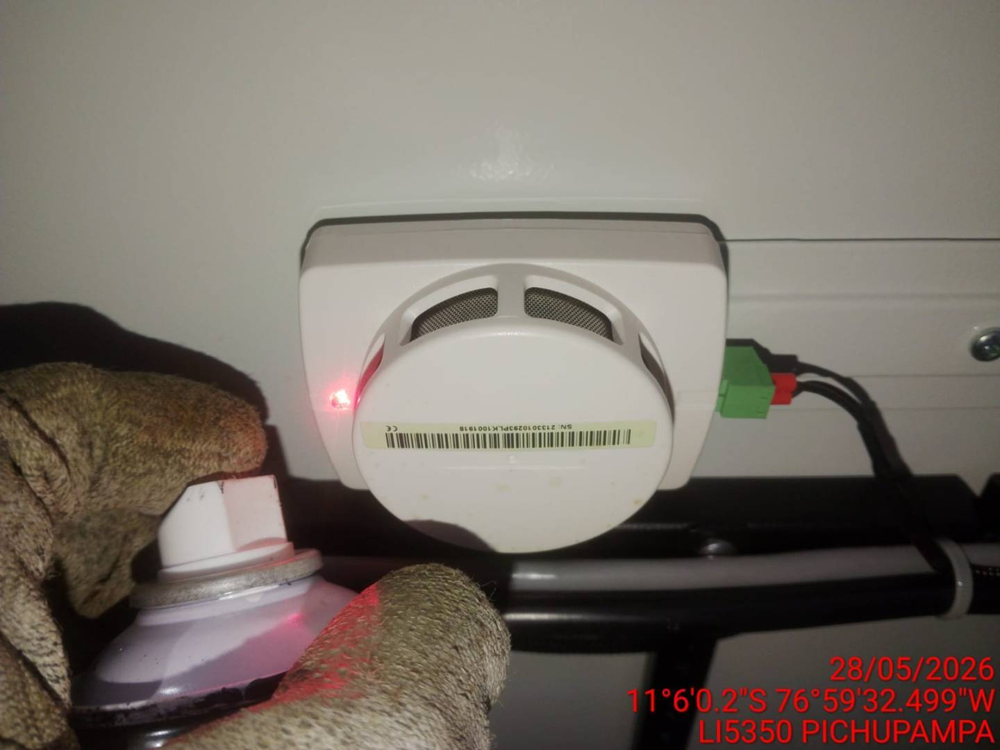 SN: 2133010293PLK1001918
CE
28/05/2026
11°6'0.2"S 76°59'32.499"W
LI5350 PICHUPAMPA